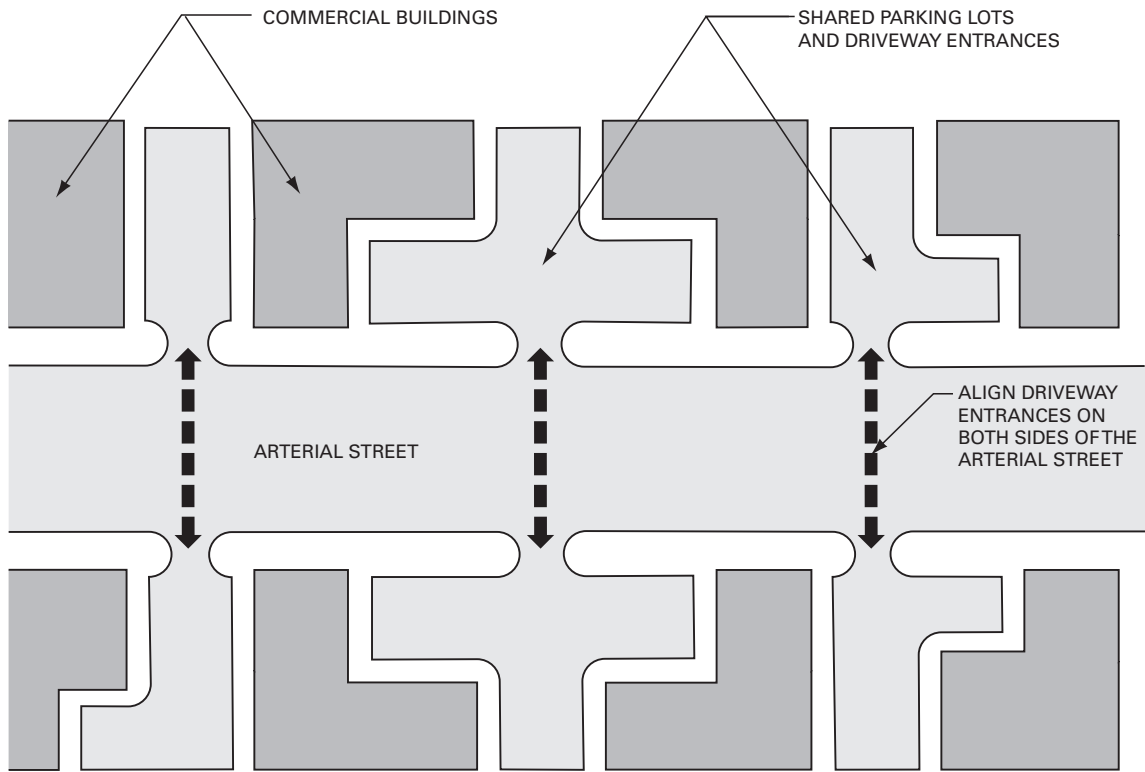 COMMERCIAL BUILDINGS
SHARED PARKING LOTS
AND DRIVEWAY ENTRANCES
ALIGN DRIVEWAY
ENTRANCES ON
BOTH SIDES OF THE
ARTERIAL STREET
ARTERIAL STREET